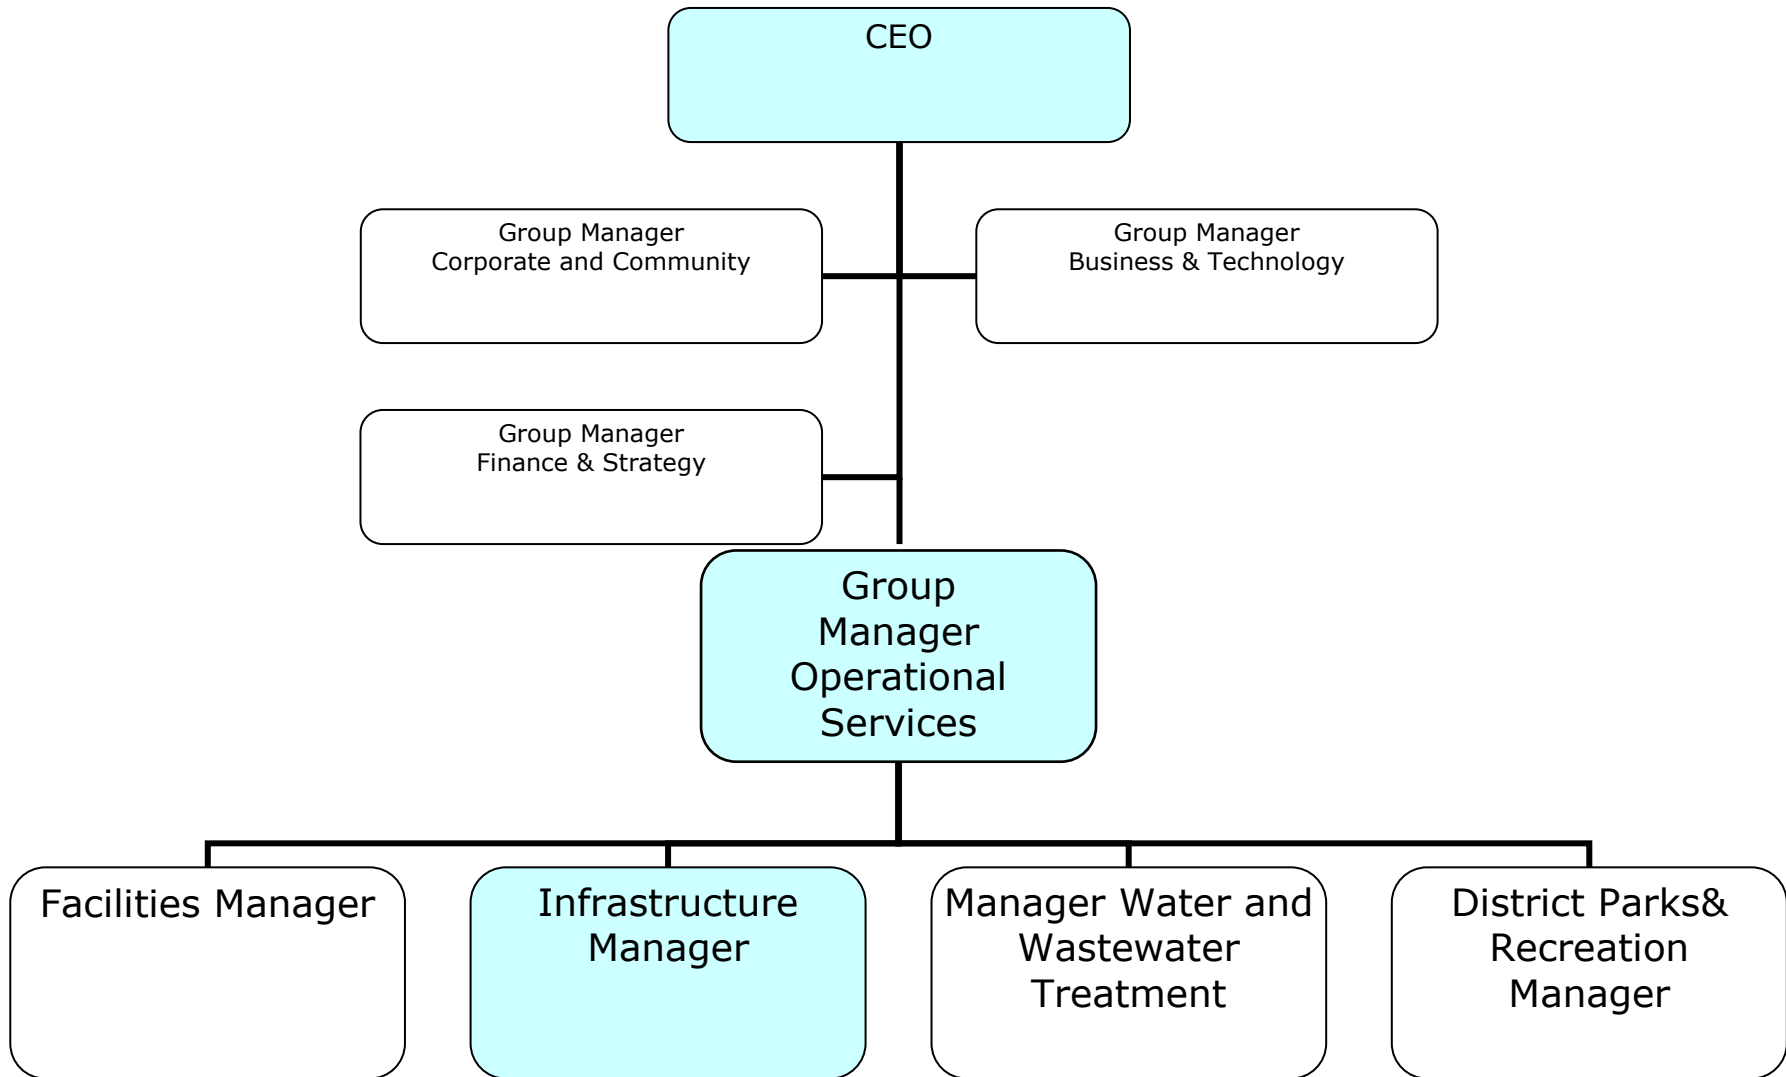 CEO
Group Manager
Corporate and Community
Group Manager
Business & Technology
Group Manager
Finance & Strategy
Group
Manager
Operational
Services
Facilities Manager
Infrastructure
Manager
Manager Water and
Wastewater
Treatment
District Parks&
Recreation
Manager